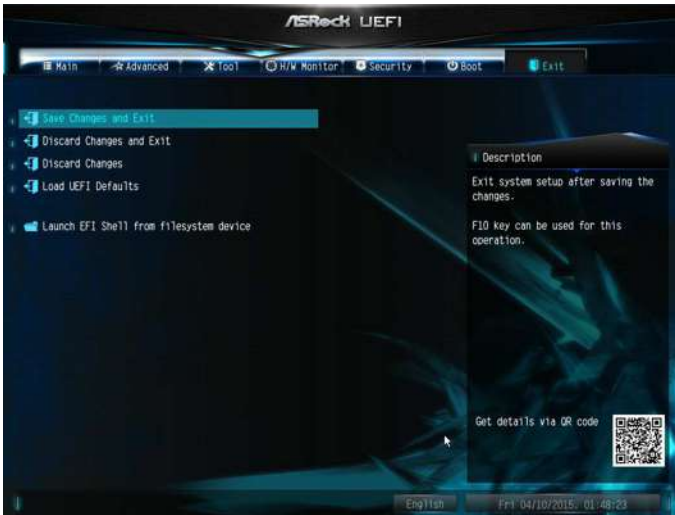 ASRock UEFI
Main Advanced Tool H/W Monitor Security Boot Exit
Save Changes and Exit
Discard Changes and Exit
Discard Changes
Load UEFI Defaults
Launch EFI Shell from filesystem device
Description
Exit system setup after saving the
changes.
F10 key can be used for this
operation.
Get details via QR code
English Fri 04/10/2015. 01:48:23